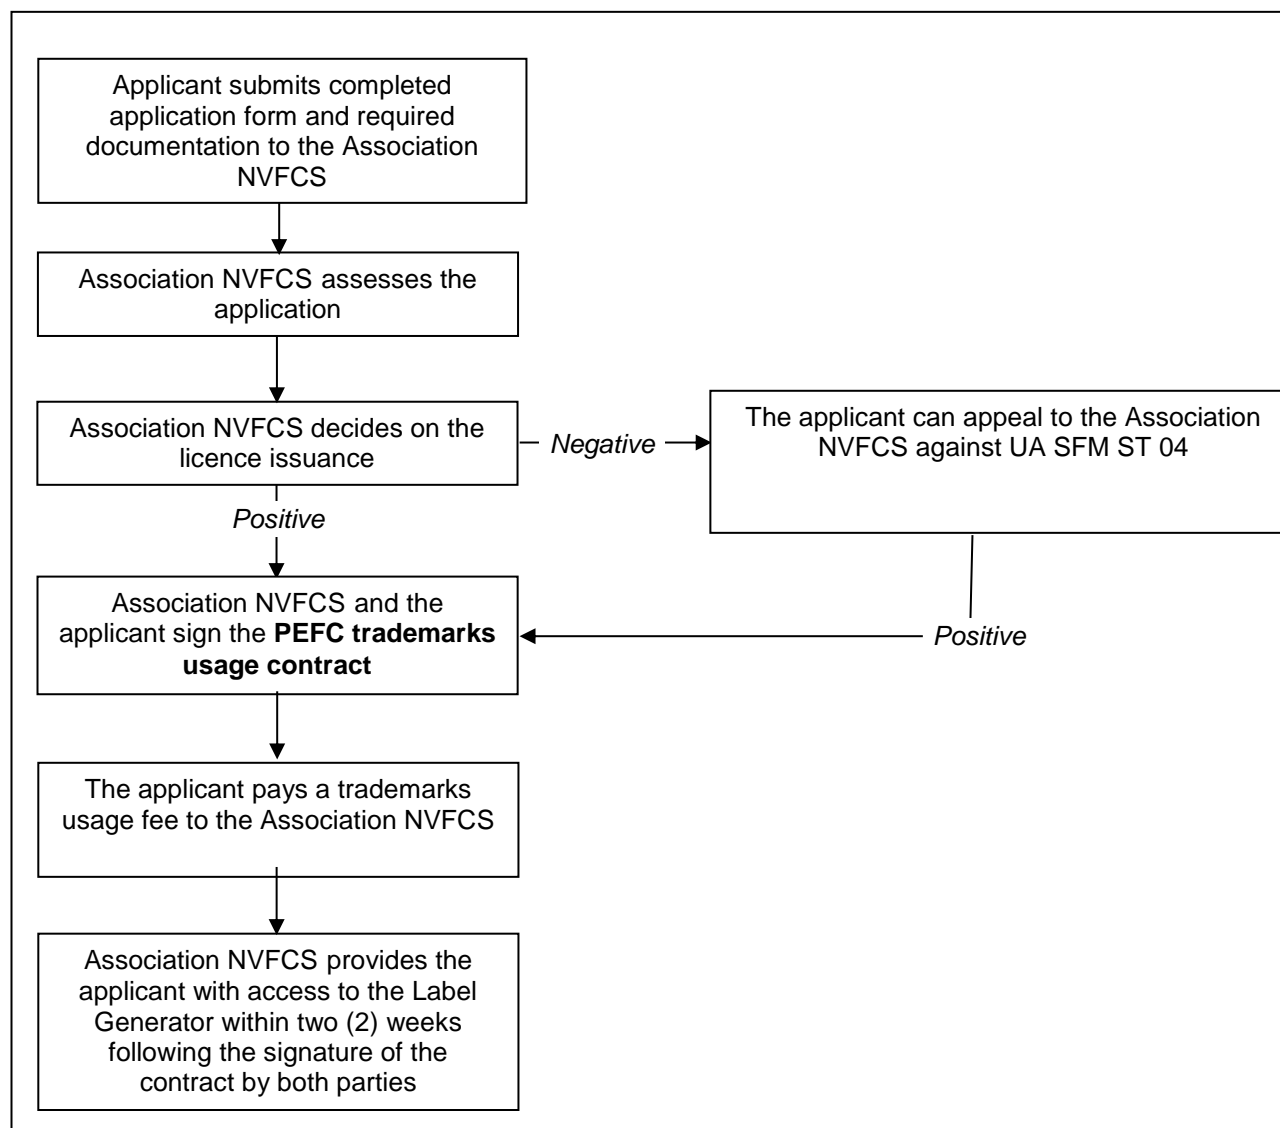 Applicant submits completed
application form and required
documentation to the Association
NVFCS
Association NVFCS assesses the
application
Association NVFCS decides on the
licence issuance
Negative
The applicant can appeal to the Association
NVFCS against UA SFM ST 04
Positive
Association NVFCS and the
applicant sign the PEFC trademarks
usage contract
Positive
The applicant pays a trademarks
usage fee to the Association NVFCS
Association NVFCS provides the
applicant with access to the Label
Generator within two (2) weeks
following the signature of the
contract by both parties